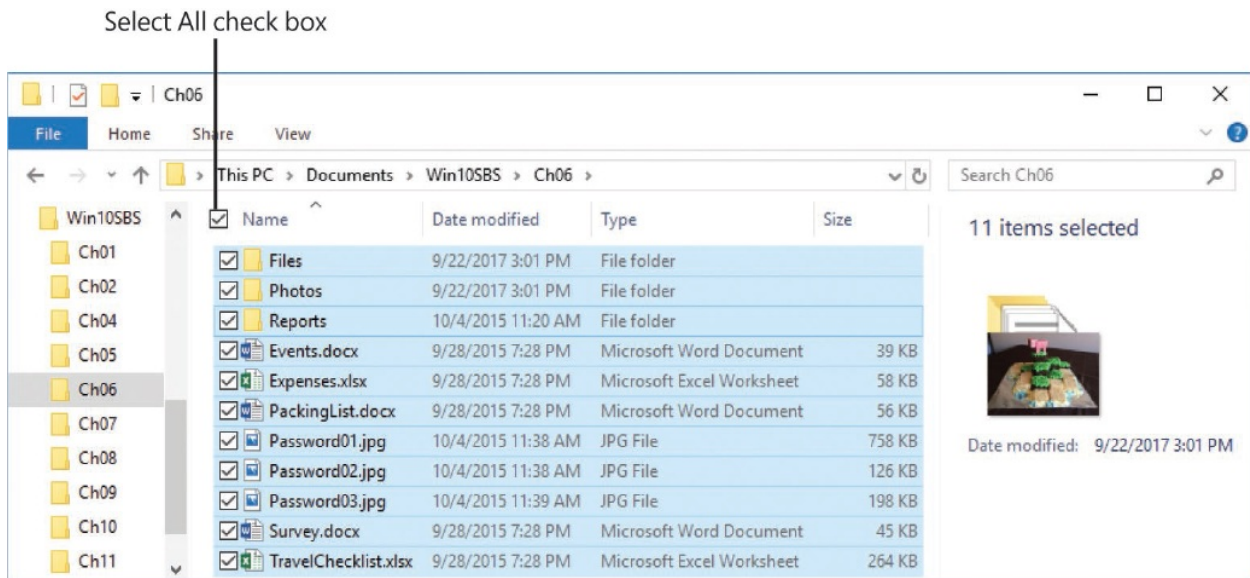 Select All check box
Ch06
File Home Share View
This PC > Documents > Win10SBS > Ch06 >
Search Ch06
Win10SBS
Ch01
Ch02
Ch04
Ch05
Ch06
Ch07
Ch08
Ch09
Ch10
Ch11
Name Date modified Type Size
Files 9/22/2017 3:01 PM File folder
Photos 9/22/2017 3:01 PM File folder
Reports 10/4/2015 11:20 AM File folder
Events.docx 9/28/2015 7:28 PM Microsoft Word Document 39 KB
Expenses.xlsx 9/28/2015 7:28 PM Microsoft Excel Worksheet 58 KB
PackingList.docx 9/28/2015 7:28 PM Microsoft Word Document 56 KB
Password01.jpg 10/4/2015 11:38 AM JPG File 758 KB
Password02.jpg 10/4/2015 11:38 AM JPG File 126 KB
Password03.jpg 10/4/2015 11:39 AM JPG File 198 KB
Survey.docx 9/28/2015 7:28 PM Microsoft Word Document 45 KB
TravelChecklist.xlsx 9/28/2015 7:28 PM Microsoft Excel Worksheet 264 KB
11 items selected
Date modified: 9/22/2017 3:01 PM